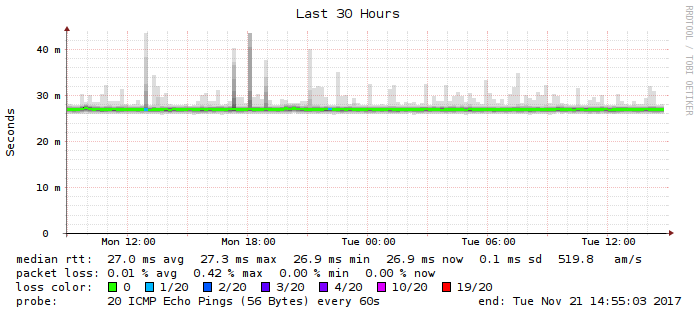 Last 30 Hours
RRDTOOL / TOBI OETIKER
Seconds
40 m
30 m
20 m
10 m
0
Mon 12:00 Mon 18:00 Tue 00:00 Tue 06:00 Tue 12:00
median rtt: 27.0 ms avg 27.3 ms max 26.9 ms min 26.9 ms now 0.1 ms sd 519.8 am/s
packet loss: 0.01 % avg 0.42 % max 0.00 % min 0.00 % now
loss color: 0 1/20 2/20 3/20 4/20 10/20 19/20
probe: 20 ICMP Echo Pings (56 Bytes) every 60s end: Tue Nov 21 14:55:03 2017